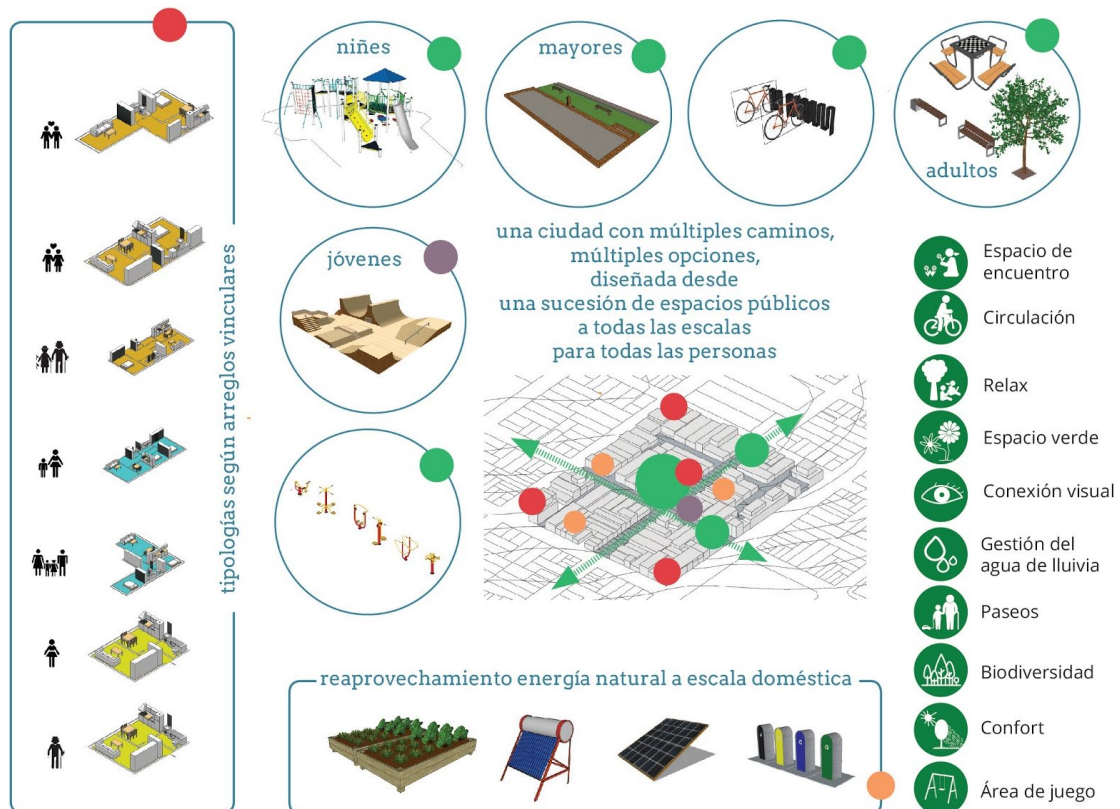 tipologías según arreglos vinculares
niñes
mayores
adultos
jóvenes
una ciudad con múltiples caminos,
múltiples opciones,
diseñada desde
una sucesión de espacios públicos
a todas las escalas
para todas las personas
Espacio de
encuentro
Circulación
Relax
Espacio verde
Conexión visual
Gestión del
agua de lluivia
Paseos
Biodiversidad
Confort
Área de juego
reaprovechamiento energía natural a escala doméstica